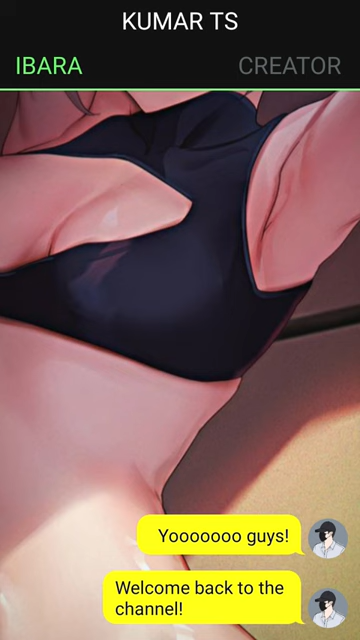 KUMAR TS
IBARA
CREATOR
Yooooooo guys!
Welcome back to the
channel!